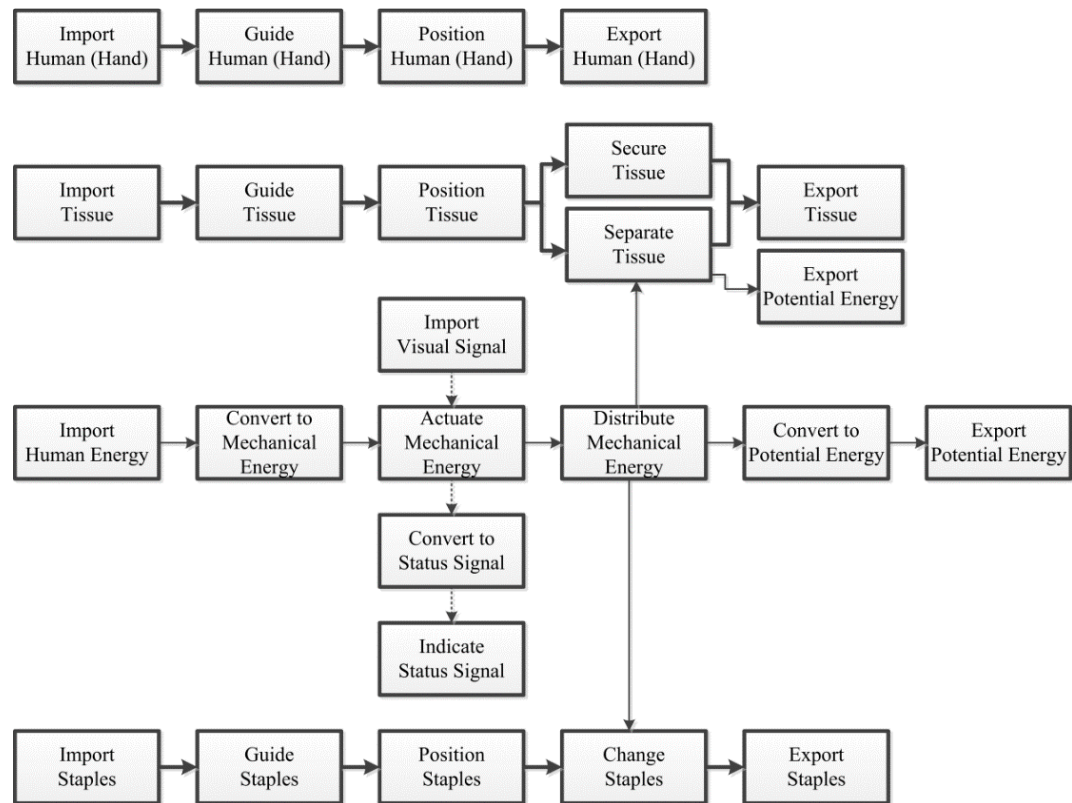 Import
Human (Hand)
Guide
Human (Hand)
Position
Human (Hand)
Export
Human (Hand)
Import
Tissue
Guide
Tissue
Position
Tissue
Secure
Tissue
Separate
Tissue
Export
Tissue
Export
Potential Energy
Import
Visual Signal
Import
Human Energy
Convert to
Mechanical
Energy
Actuate
Mechanical
Energy
Distribute
Mechanical
Energy
Convert to
Potential Energy
Export
Potential Energy
Convert to
Status Signal
Indicate
Status Signal
Import
Staples
Guide
Staples
Position
Staples
Change
Staples
Export
Staples